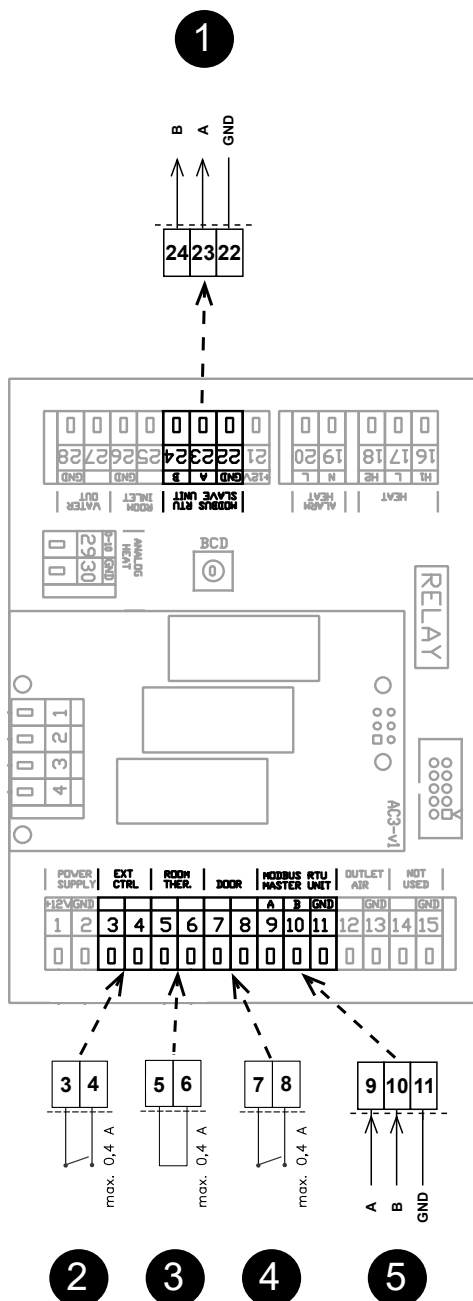 1
B A GND
24 23 22
28 27 26 25 24 23 22 21 20 19 18 17 16
GND GND B A GND +12V L N H2 L H1
WATER OUT
ROOM INLET
MODBUS RTU SLAVE UNIT
ALARM HEAT
HEAT
0-10 GND
29 30
ANALOG HEAT
BCD
0
RELAY
1
2
3
4
AC3-v1
POWER SUPPLY
EXT CTRL
ROOM THER.
DOOR
MODBUS RTU MASTER UNIT
OUTLET AIR
NOT USED
+12V GND A B GND GND GND
1 2 3 4 5 6 7 8 9 10 11 12 13 14 15
3 4
5 6
7 8
9 10 11
max. 0,4 A
max. 0,4 A
max. 0,4 A
A B GND
2 3 4 5